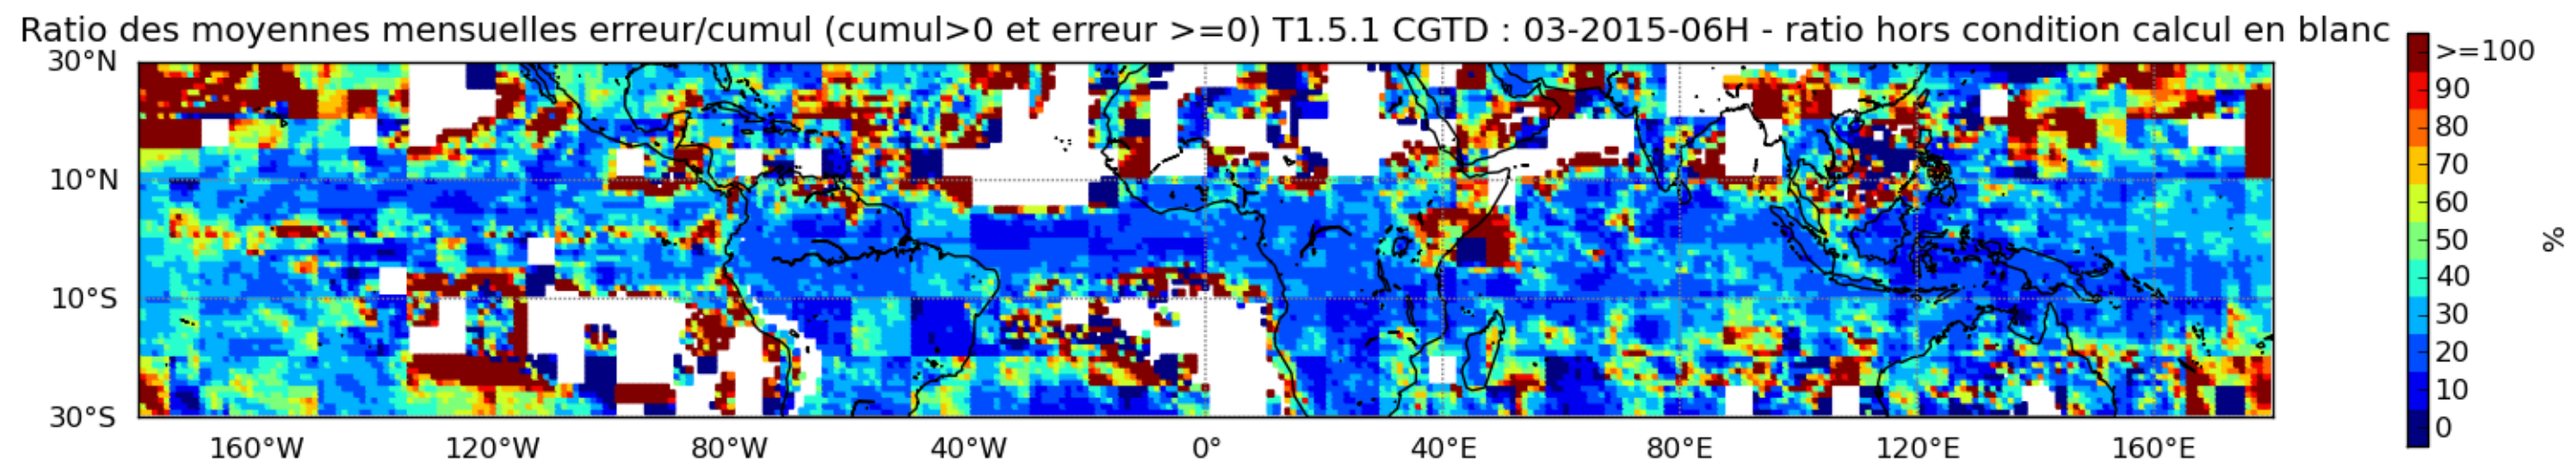 Ratio des moyennes mensuelles erreur/cumul (cumul>0 et erreur >=0) T1.5.1 CGTD : 03-2015-06H - ratio hors condition calcul en blanc
30°N
10°N
10°S
30°S
160°W 120°W 80°W 40°W 0° 40°E 80°E 120°E 160°E
>=100
90
80
70
60
50
40
30
20
10
0
%